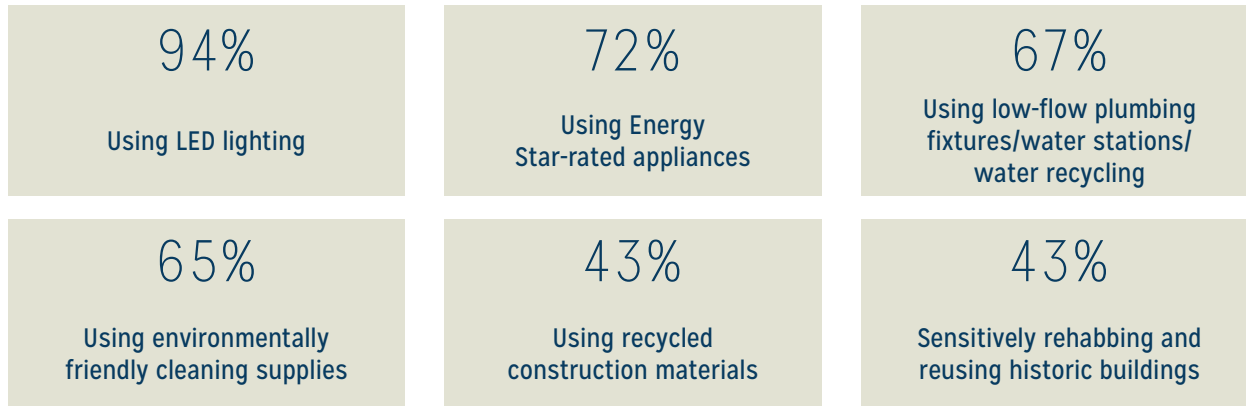 94%
Using LED lighting
72%
Using Energy
Star-rated appliances
67%
Using low-flow plumbing
fixtures/water stations/
water recycling
65%
Using environmentally
friendly cleaning supplies
43%
Using recycled
construction materials
43%
Sensitively rehabbing and
reusing historic buildings